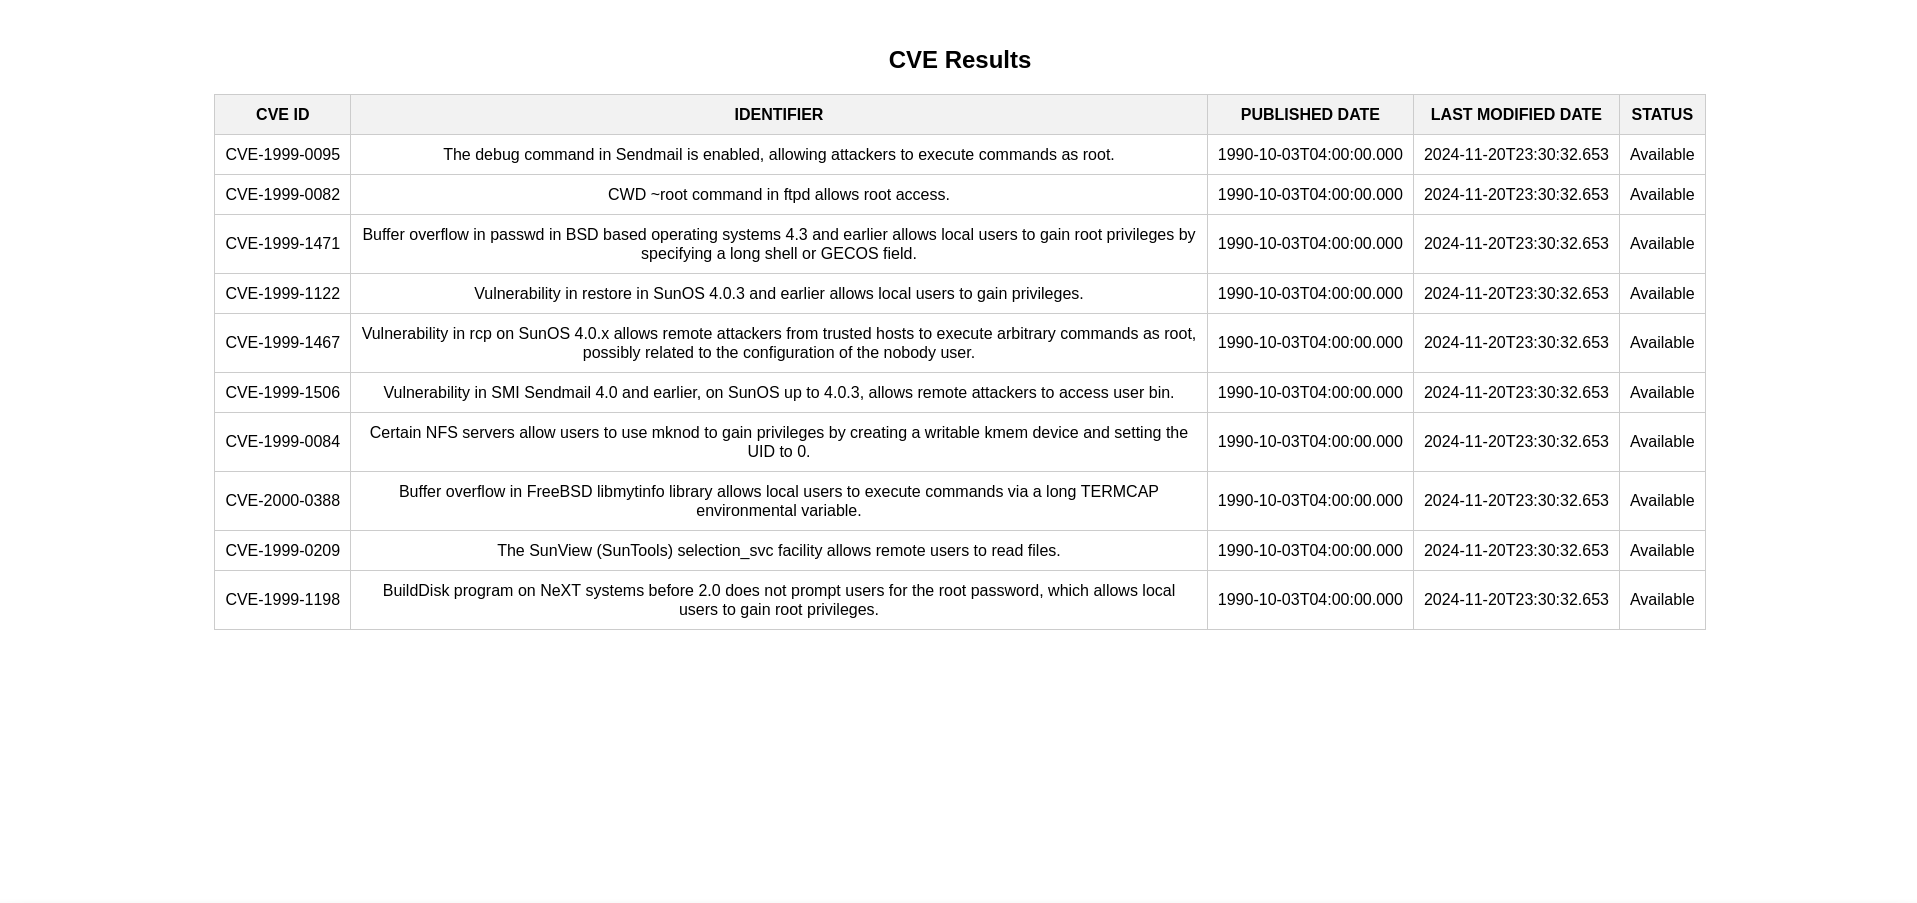 CVE Results
CVE ID IDENTIFIER PUBLISHED DATE LAST MODIFIED DATE STATUS
CVE-1999-0095 The debug command in Sendmail is enabled, allowing attackers to execute commands as root. 1990-10-03T04:00:00.000 2024-11-20T23:30:32.653 Available
CVE-1999-0082 CWD ~root command in ftpd allows root access. 1990-10-03T04:00:00.000 2024-11-20T23:30:32.653 Available
CVE-1999-1471 Buffer overflow in passwd in BSD based operating systems 4.3 and earlier allows local users to gain root privileges by
specifying a long shell or GECOS field. 1990-10-03T04:00:00.000 2024-11-20T23:30:32.653 Available
CVE-1999-1122 Vulnerability in restore in SunOS 4.0.3 and earlier allows local users to gain privileges. 1990-10-03T04:00:00.000 2024-11-20T23:30:32.653 Available
CVE-1999-1467 Vulnerability in rcp on SunOS 4.0.x allows remote attackers from trusted hosts to execute arbitrary commands as root,
possibly related to the configuration of the nobody user. 1990-10-03T04:00:00.000 2024-11-20T23:30:32.653 Available
CVE-1999-1506 Vulnerability in SMI Sendmail 4.0 and earlier, on SunOS up to 4.0.3, allows remote attackers to access user bin. 1990-10-03T04:00:00.000 2024-11-20T23:30:32.653 Available
CVE-1999-0084 Certain NFS servers allow users to use mknod to gain privileges by creating a writable kmem device and setting the
UID to 0. 1990-10-03T04:00:00.000 2024-11-20T23:30:32.653 Available
CVE-2000-0388 Buffer overflow in FreeBSD libmytinfo library allows local users to execute commands via a long TERMCAP
environmental variable. 1990-10-03T04:00:00.000 2024-11-20T23:30:32.653 Available
CVE-1999-0209 The SunView (SunTools) selection_svc facility allows remote users to read files. 1990-10-03T04:00:00.000 2024-11-20T23:30:32.653 Available
CVE-1999-1198 BuildDisk program on NeXT systems before 2.0 does not prompt users for the root password, which allows local
users to gain root privileges. 1990-10-03T04:00:00.000 2024-11-20T23:30:32.653 Available